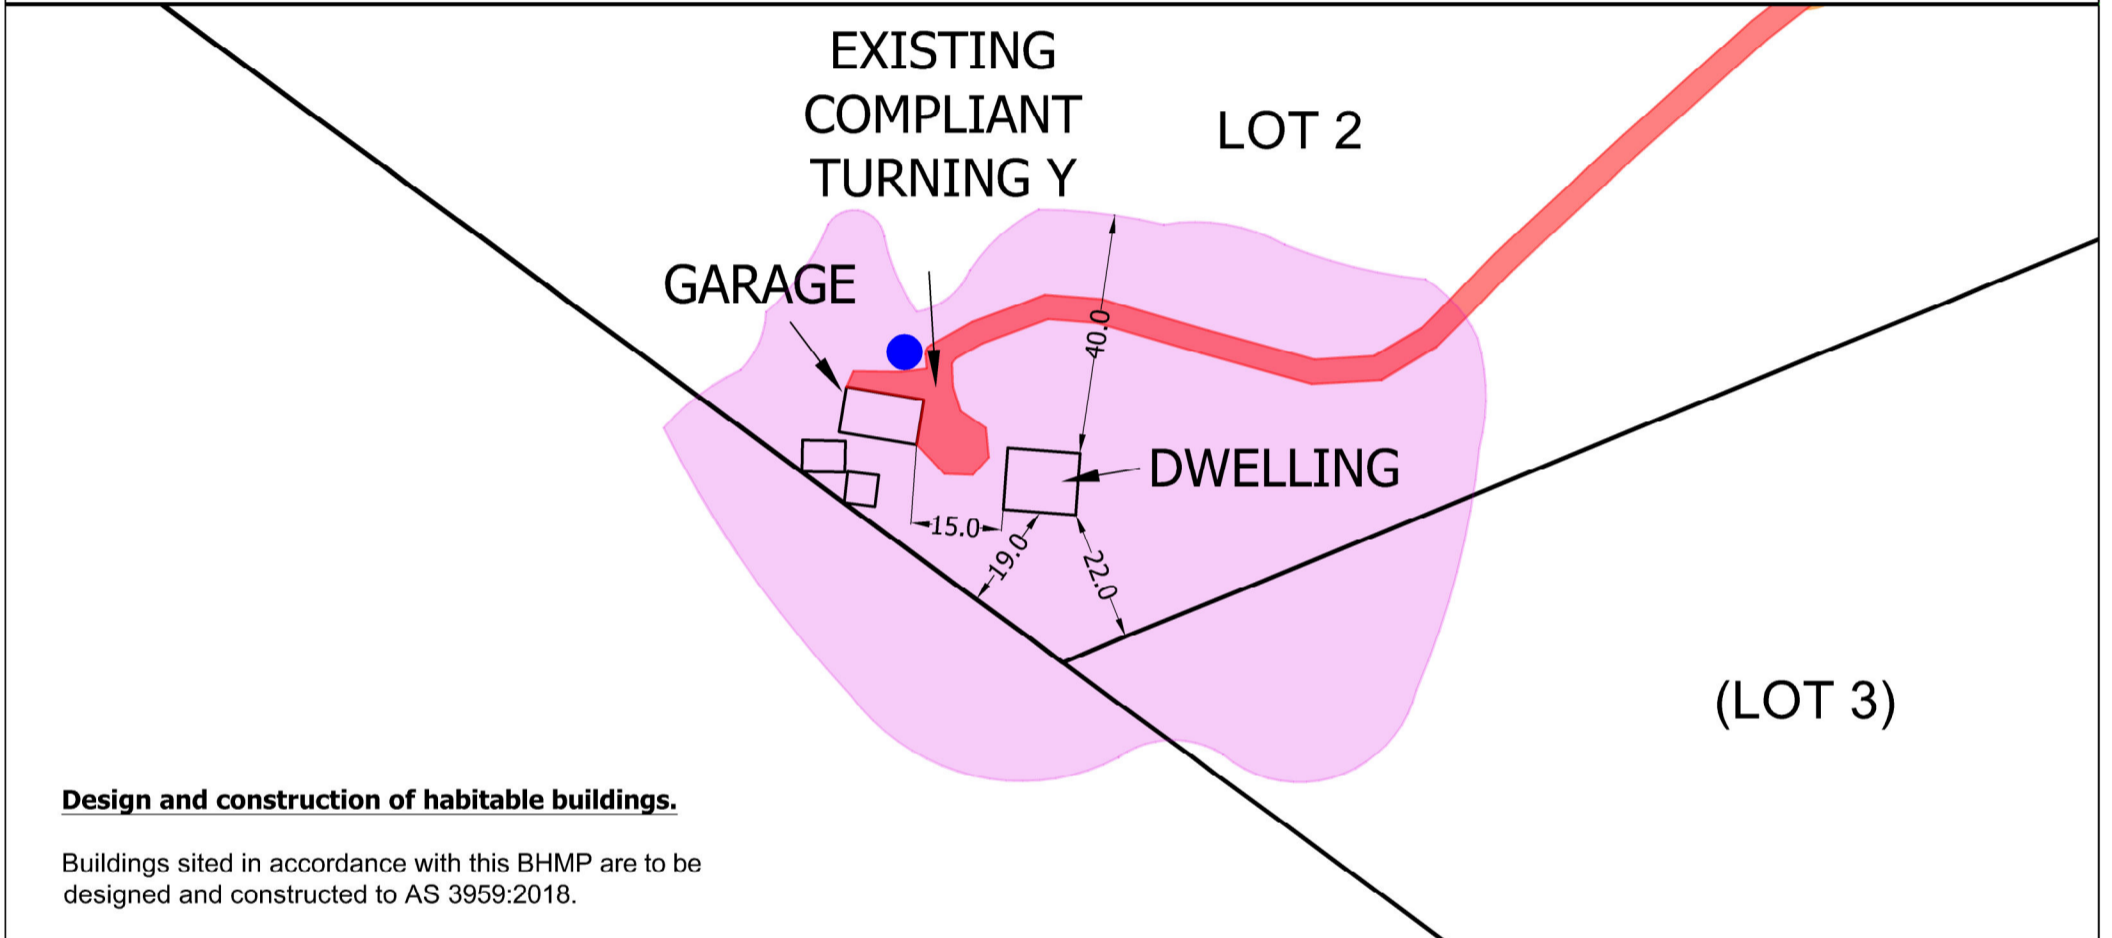 EXISTING
COMPLIANT
TURNING Y
LOT 2
GARAGE
40.0
DWELLING
15.0
19.0
22.0
(LOT 3)
Design and construction of habitable buildings.
Buildings sited in accordance with this BHMP are to be
designed and constructed to AS 3959:2018.